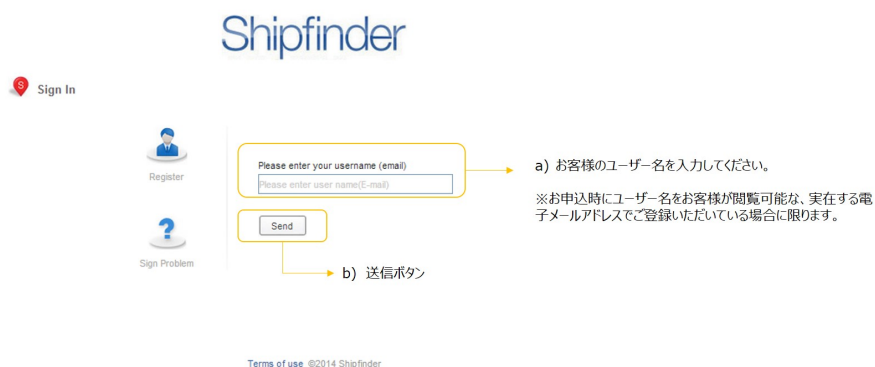 Shipfinder
S
Sign In
Register
Please enter your username (email)
Please enter user name(E-mail)
a) お客様のユーザー名を入力してください。
※お申込時にユーザー名をお客様が閲覧可能な、実在する電
子メールアドレスでご登録いただいている場合に限ります。
?
Send
Sign Problem
b) 送信ボタン
Terms of use ©2014 Shipfinder